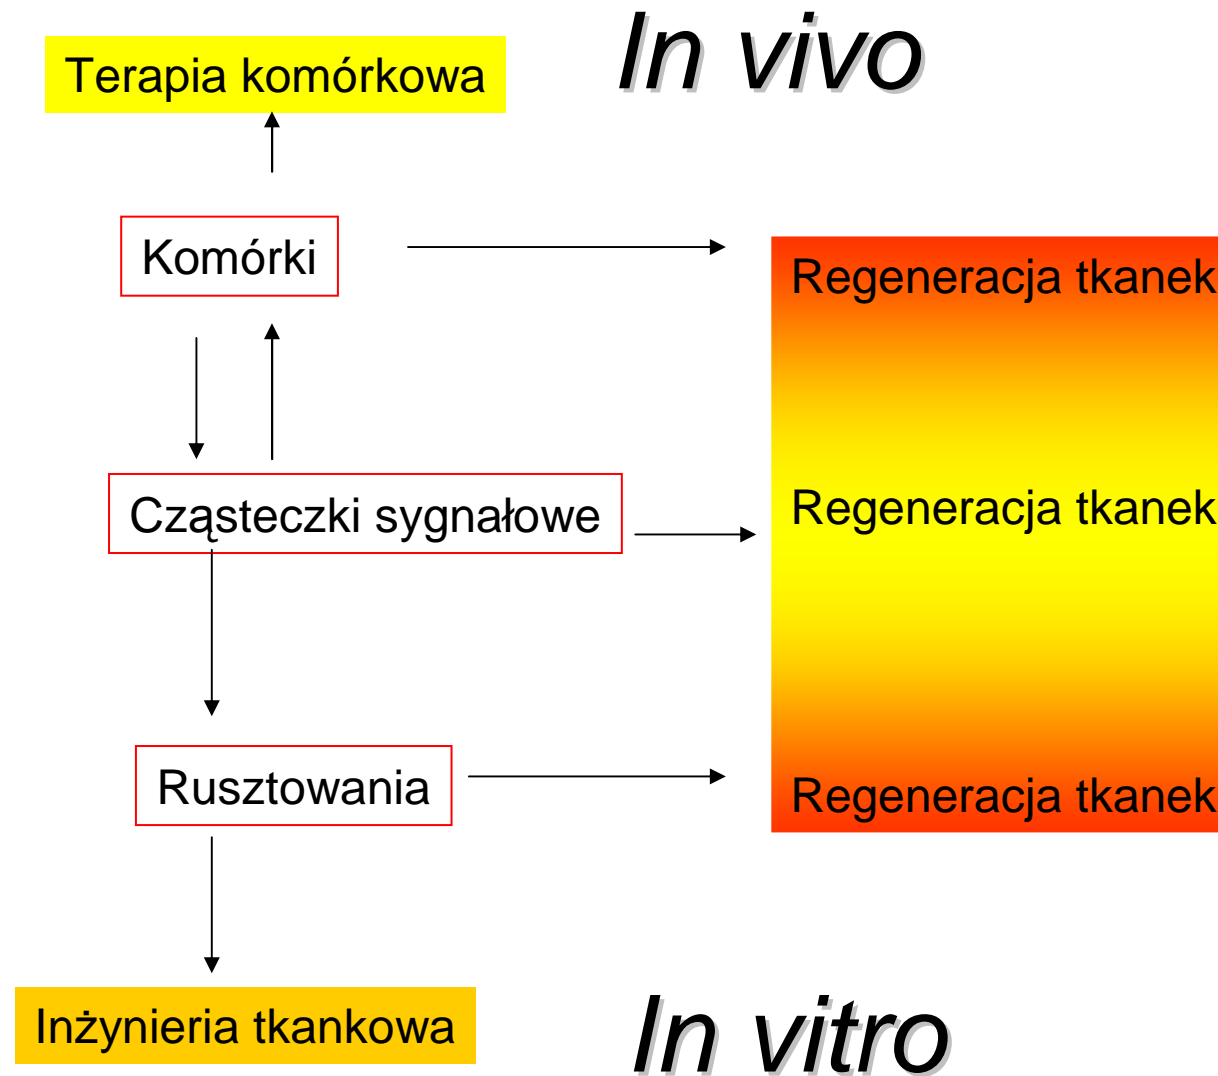 In vivo
Terapia komórkowa
Komórki
Regeneracja tkanek
Cząsteczki sygnałowe
Regeneracja tkanek
Rusztowania
Regeneracja tkanek
Inżynieria tkankowa
In vitro